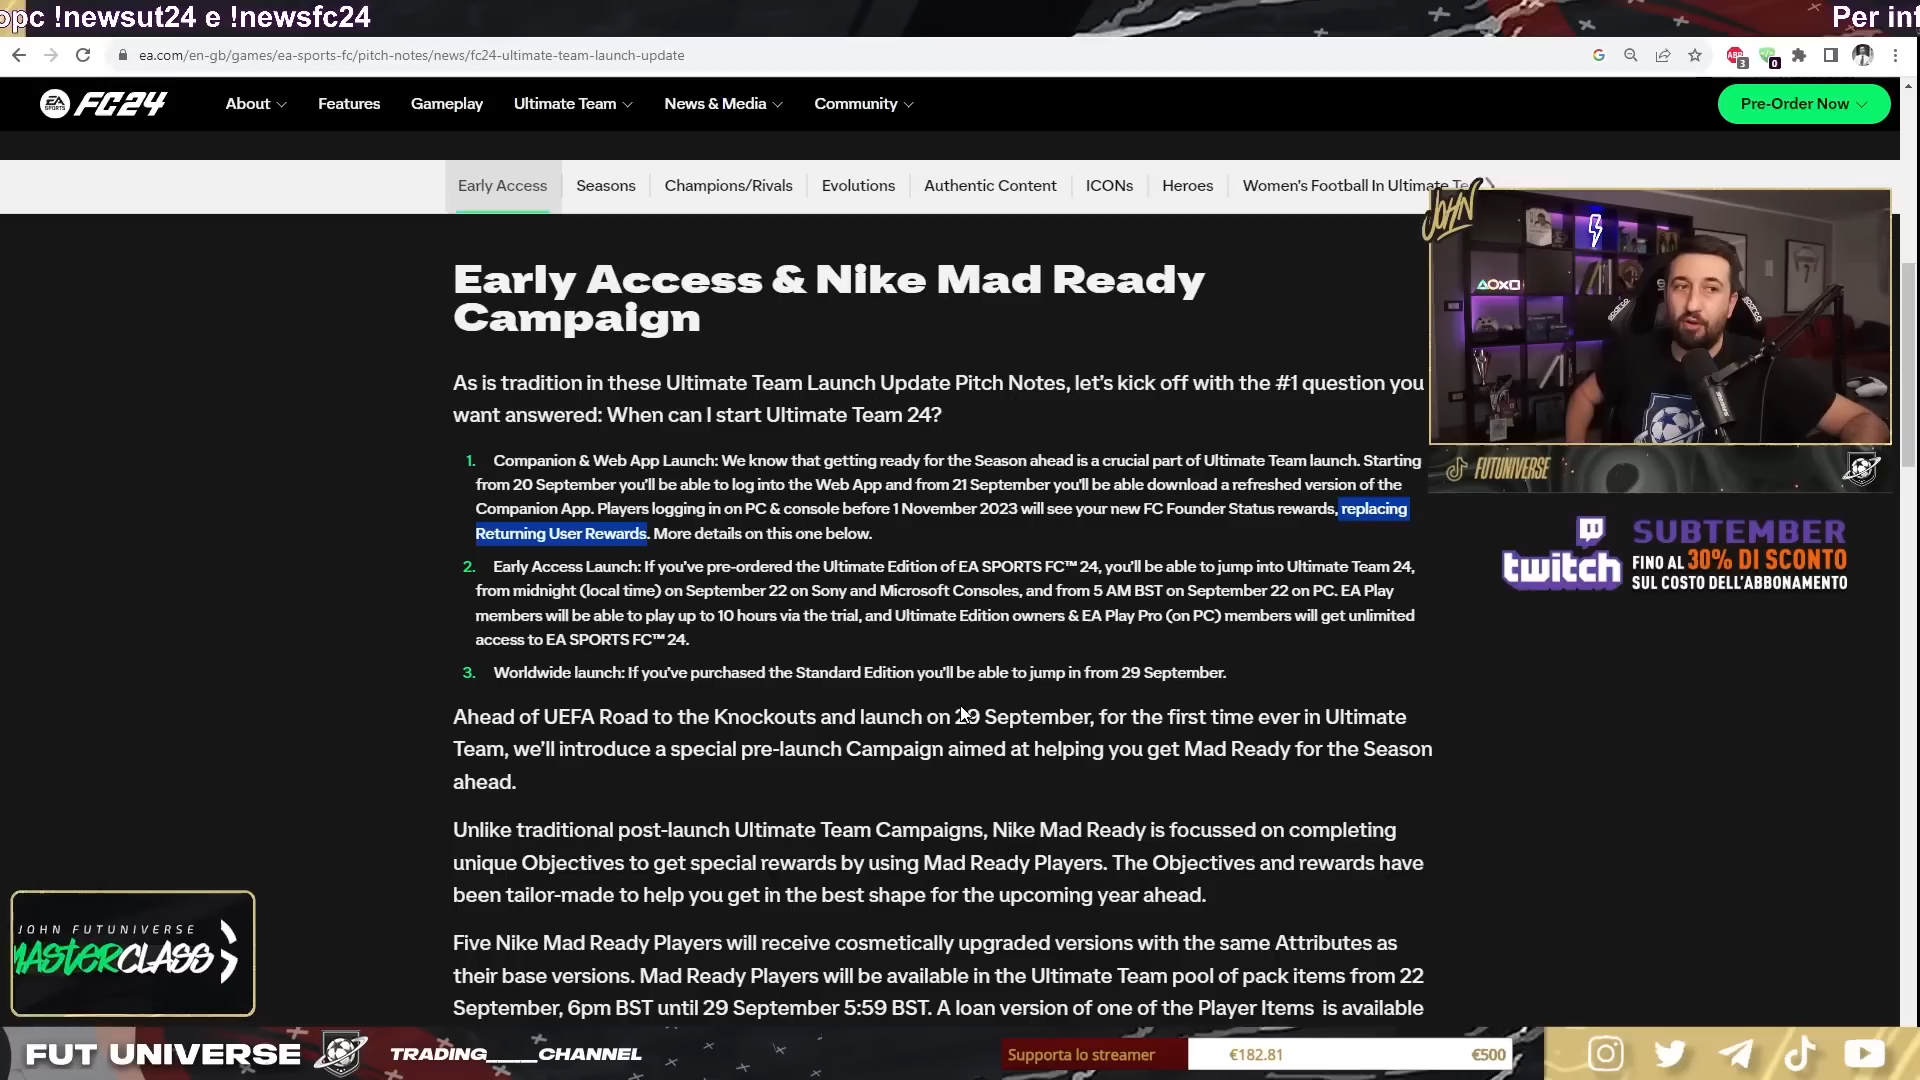 opc !newsut24 e !newsfc24
Per inf
ea.com/en-gb/games/ea-sports-fc/pitch-notes/news/fc24-ultimate-team-launch-update
ABP
3
0
EA SPORTS FC24
About
Features
Gameplay
Ultimate Team
News & Media
Community
Pre-Order Now
Early Access
Seasons
Champions/Rivals
Evolutions
Authentic Content
ICONs
Heroes
Women's Football In Ultimate Te
JOHN
Early Access & Nike Mad Ready
Campaign
As is tradition in these Ultimate Team Launch Update Pitch Notes, let's kick off with the #1 question you
want answered: When can I start Ultimate Team 24?
1. Companion & Web App Launch: We know that getting ready for the Season ahead is a crucial part of Ultimate Team launch. Starting
from 20 September you'll be able to log into the Web App and from 21 September you'll be able download a refreshed version of the
Companion App. Players logging in on PC & console before 1 November 2023 will see your new FC Founder Status rewards, replacing
Returning User Rewards. More details on this one below.
2. Early Access Launch: If you've pre-ordered the Ultimate Edition of EA SPORTS FC™ 24, you'll be able to jump into Ultimate Team 24,
from midnight (local time) on September 22 on Sony and Microsoft Consoles, and from 5 AM BST on September 22 on PC. EA Play
members will be able to play up to 10 hours via the trial, and Ultimate Edition owners & EA Play Pro (on PC) members will get unlimited
access to EA SPORTS FC™ 24.
3. Worldwide launch: If you've purchased the Standard Edition you'll be able to jump in from 29 September.
Ahead of UEFA Road to the Knockouts and launch on 29 September, for the first time ever in Ultimate
Team, we'll introduce a special pre-launch Campaign aimed at helping you get Mad Ready for the Season
ahead.
Unlike traditional post-launch Ultimate Team Campaigns, Nike Mad Ready is focussed on completing
unique Objectives to get special rewards by using Mad Ready Players. The Objectives and rewards have
been tailor-made to help you get in the best shape for the upcoming year ahead.
Five Nike Mad Ready Players will receive cosmetically upgraded versions with the same Attributes as
their base versions. Mad Ready Players will be available in the Ultimate Team pool of pack items from 22
September, 6pm BST until 29 September 5:59 BST. A loan version of one of the Player Items is available
sparco
sparco
7
FUTUNIVERSE
twitch
SUBTEMBER
FINO AL 30% DI SCONTO
SUL COSTO DELL'ABBONAMENTO
JOHN FUTUNIVERSE
MASTERCLASS
FUT UNIVERSE
TRADING____CHANNEL
Supporta lo streamer
€182.81
€500